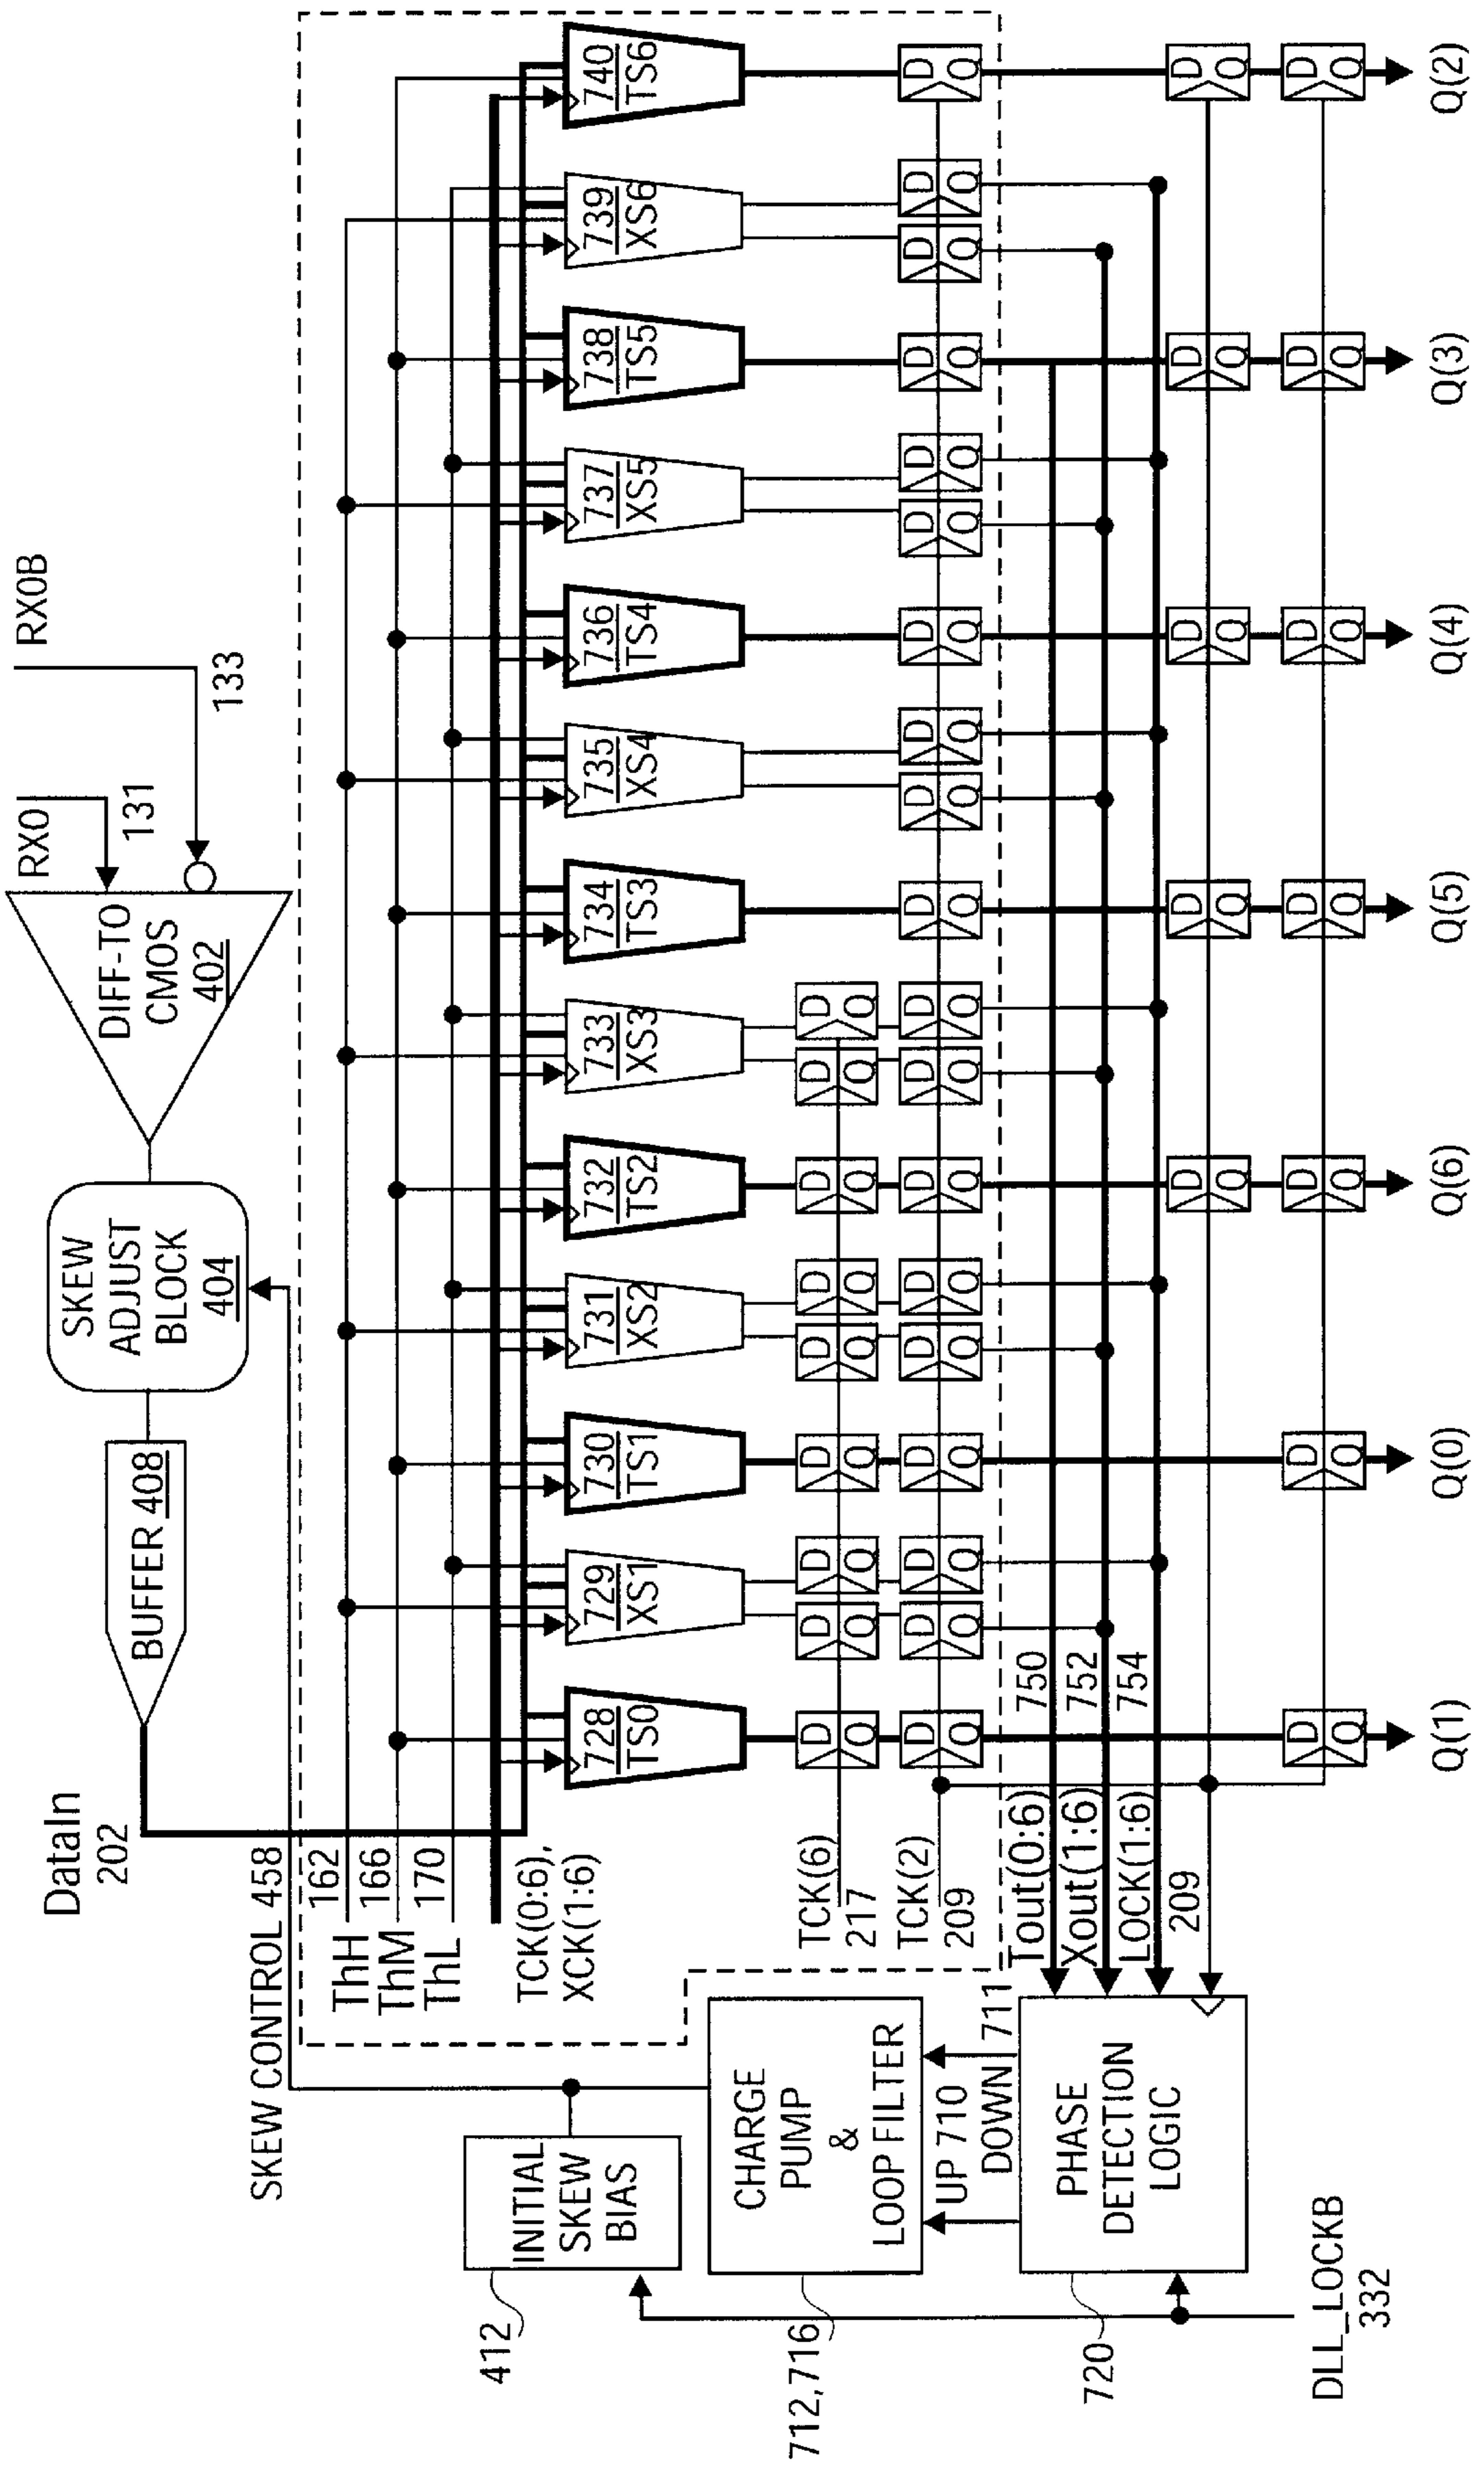 RX0
131
RX0B
133
DIFF-TO
CMOS
402
SKEW
ADJUST
BLOCK
404
BUFFER 408
DataIn
202
SKEW CONTROL 458
162
ThH
166
ThM
170
ThL
TCK(0:6),
XCK(1:6)
728
TS0
729
XS1
730
TS1
731
XS2
732
TS2
733
XS3
734
TS3
735
XS4
736
TS4
737
XS5
738
TS5
739
XS6
740
TS6
TCK(6)
217
D D D D D D D D D
Q Q Q Q Q Q Q Q Q
TCK(2)
209
D D D D D D D D D D D D D D D D D D D
Q Q Q Q Q Q Q Q Q Q Q Q Q Q Q Q Q Q Q
Tout(0:6)
750
Xout(1:6)
752
LOCK(1:6)
754
209
D D D D D
Q Q Q Q Q
D D D D D D D
Q Q Q Q Q Q Q
Q(1)
Q(0)
Q(6)
Q(5)
Q(4)
Q(3)
Q(2)
INITIAL
SKEW
BIAS
412
CHARGE
PUMP
&
LOOP FILTER
712,716
UP 710
DOWN 711
PHASE
DETECTION
LOGIC
720
DLL_LOCKB
332